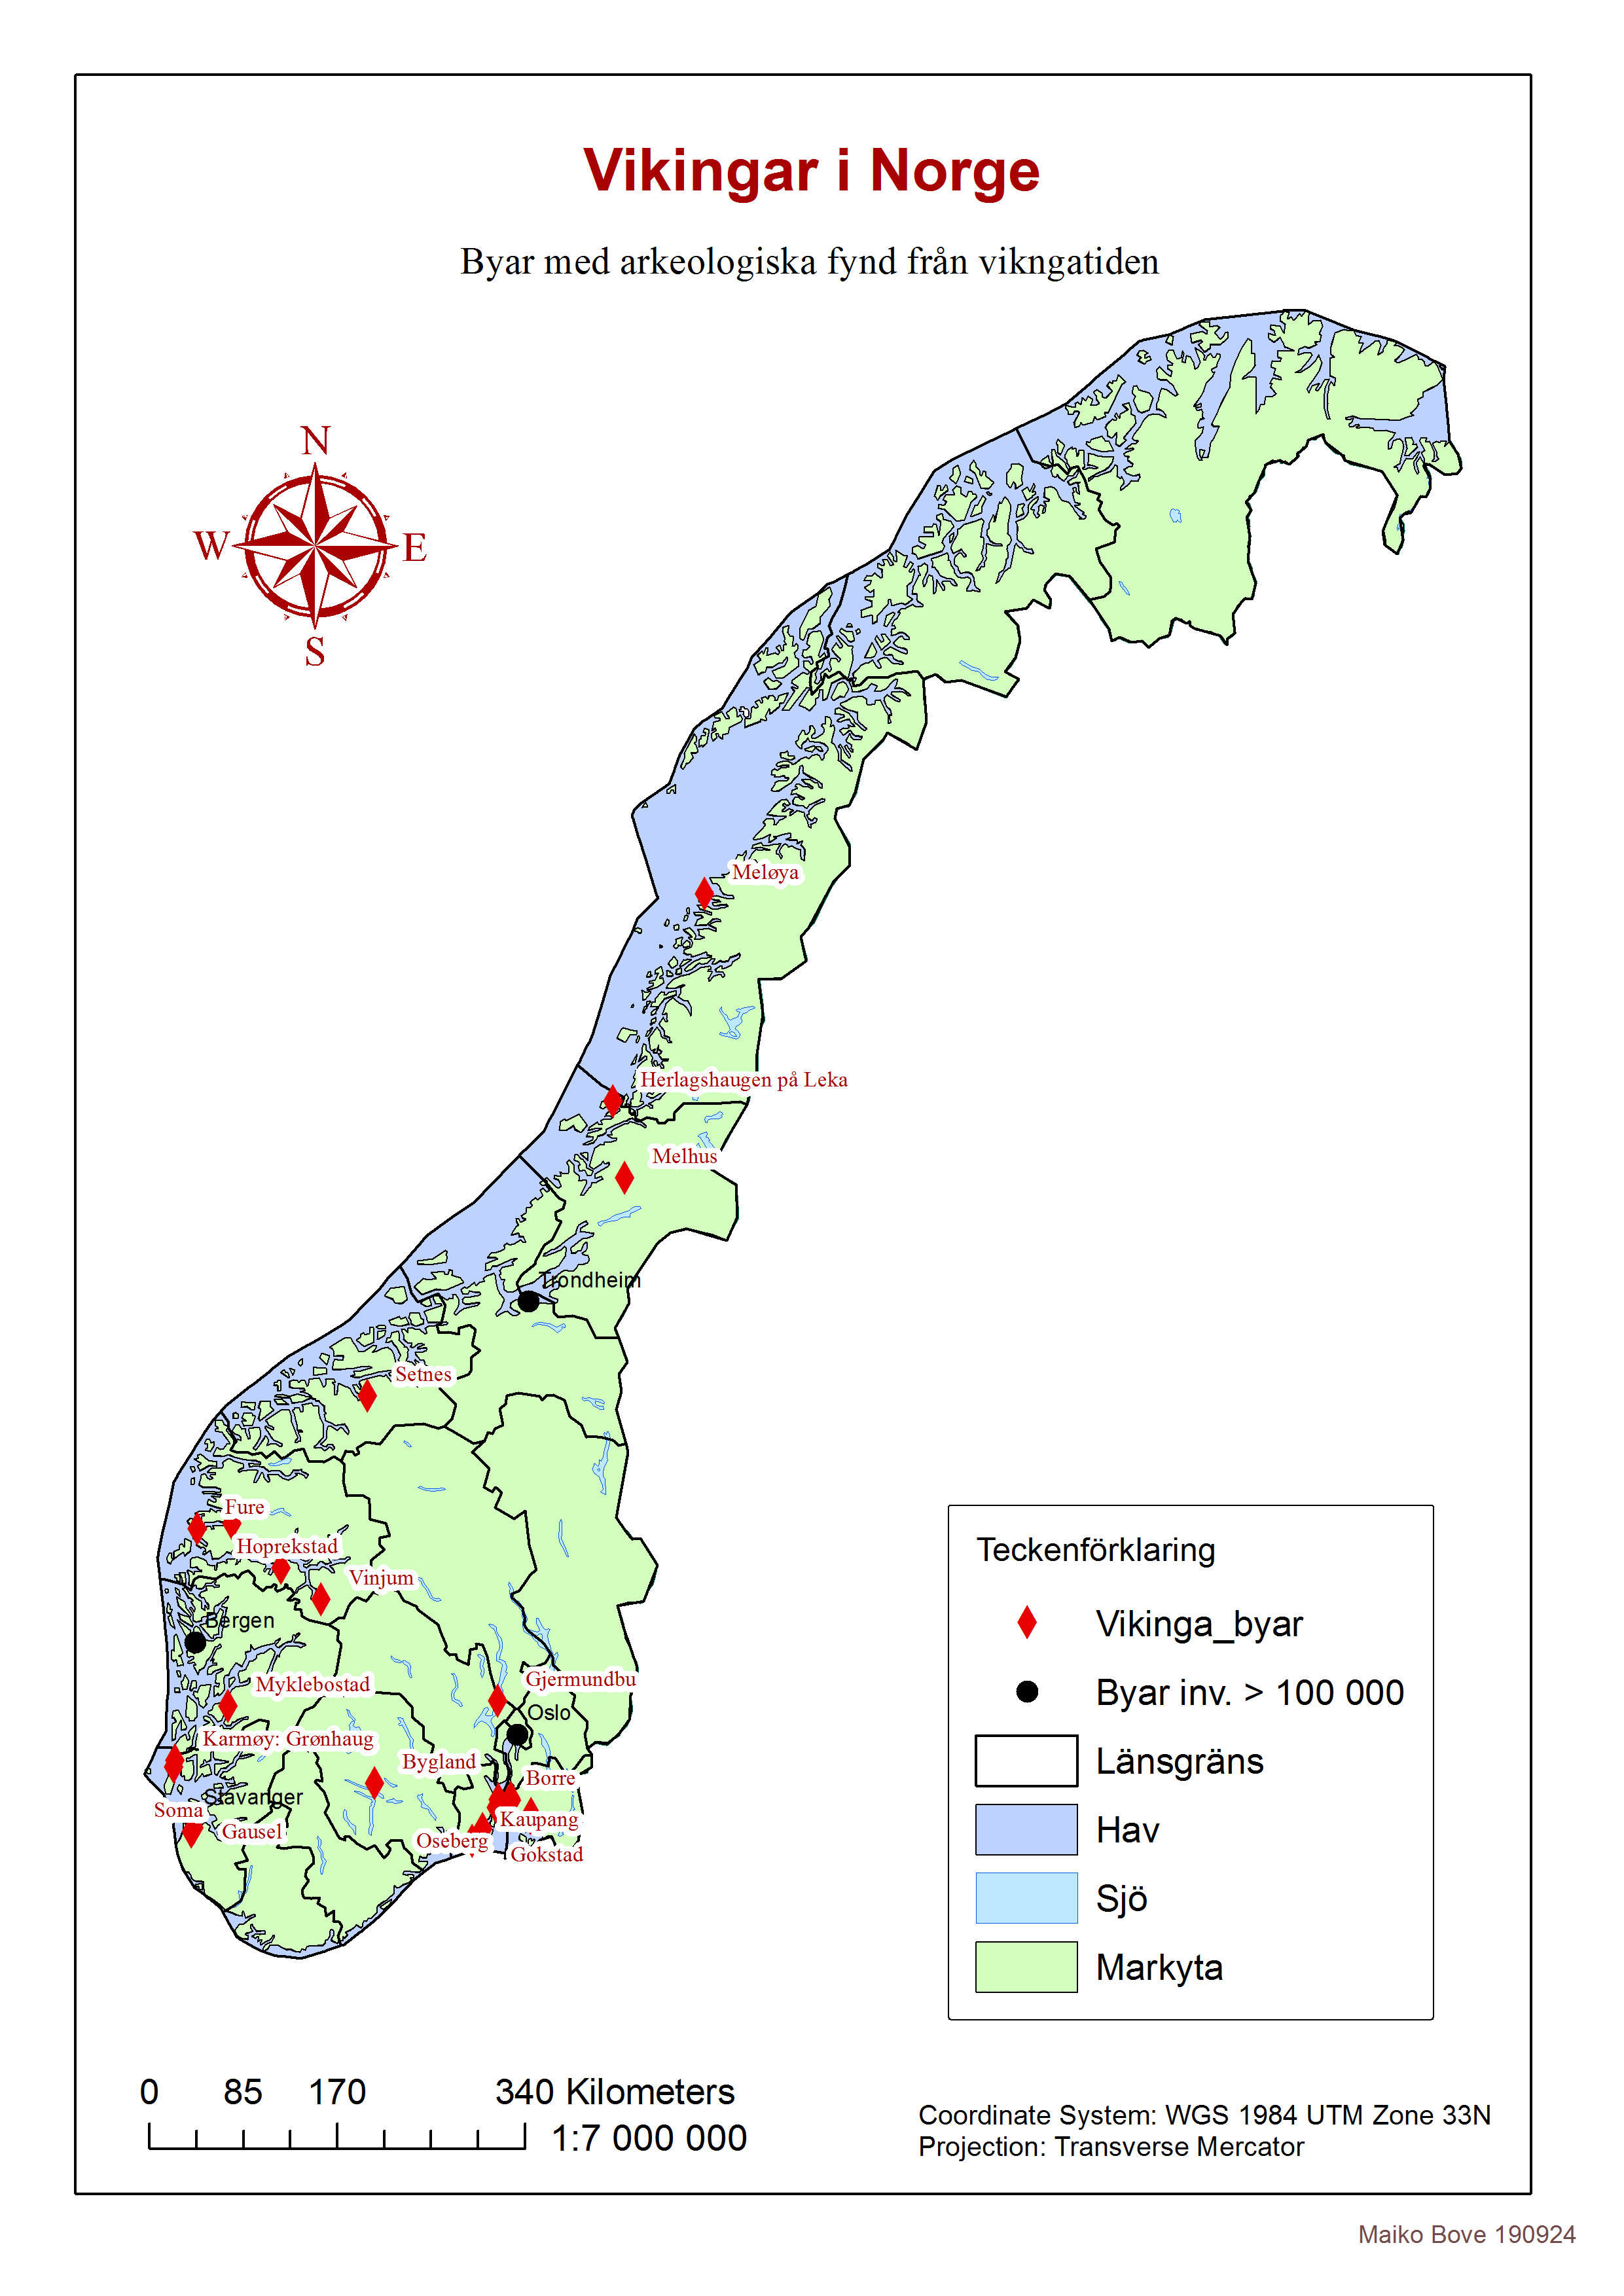 Vikingar i Norge
Byar med arkeologiska fynd från vikngatiden
N
W
E
S
Meløya
Herlagshaugen på Leka
Melhus
Trondheim
Setnes
Fure
Hoprekstad
Vinjum
Bergen
Myklebostad
Gjermundbu
Oslo
Karmøy: Grønhaug
Bygland
Borre
Stavanger
Soma
Kaupang
Gausel
Oseberg
Gokstad
Teckenförklaring
Vikinga_byar
Byar inv. > 100 000
Länsgräns
Hav
Sjö
Markyta
0 85 170 340 Kilometers
1:7 000 000
Coordinate System: WGS 1984 UTM Zone 33N
Projection: Transverse Mercator
Maiko Bove 190924